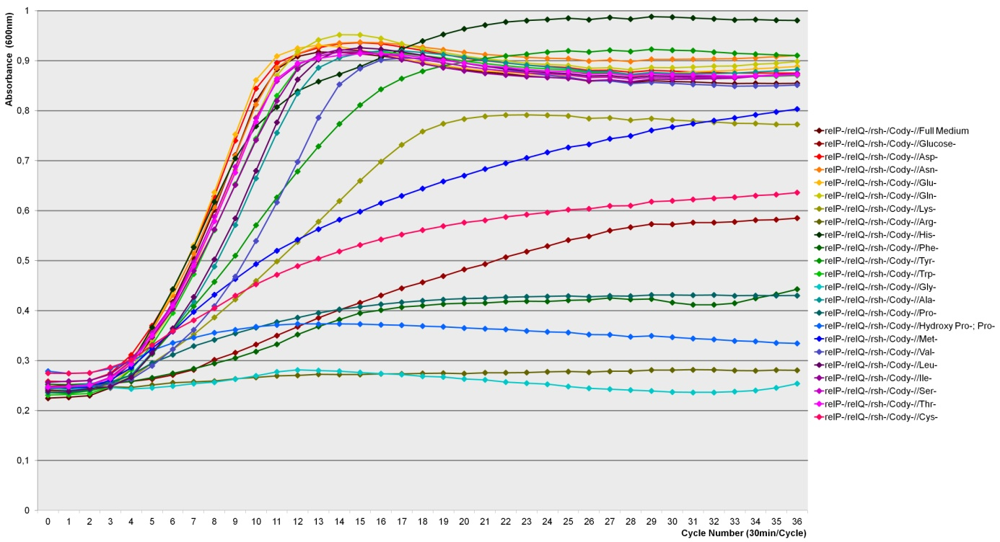 Absorbance (600nm)
1
0,9
0,8
0,7
0,6
0,5
0,4
0,3
0,2
0,1
0
0 1 2 3 4 5 6 7 8 9 10 11 12 13 14 15 16 17 18 19 20 21 22 23 24 25 26 27 28 29 30 31 32 33 34 35 36
Cycle Number (30min/Cycle)
relP-/relQ-/rsh-/Cody-//Full Medium
relP-/relQ-/rsh-/Cody-//Glucose-
relP-/relQ-/rsh-/Cody-//Asp-
relP-/relQ-/rsh-/Cody-//Asn-
relP-/relQ-/rsh-/Cody-//Glu-
relP-/relQ-/rsh-/Cody-//Gln-
relP-/relQ-/rsh-/Cody-//Lys-
relP-/relQ-/rsh-/Cody-//Arg-
relP-/relQ-/rsh-/Cody-//His-
relP-/relQ-/rsh-/Cody-//Phe-
relP-/relQ-/rsh-/Cody-//Tyr-
relP-/relQ-/rsh-/Cody-//Trp-
relP-/relQ-/rsh-/Cody-//Gly-
relP-/relQ-/rsh-/Cody-//Ala-
relP-/relQ-/rsh-/Cody-//Pro-
relP-/relQ-/rsh-/Cody-//Hydroxy Pro-; Pro-
relP-/relQ-/rsh-/Cody-//Met-
relP-/relQ-/rsh-/Cody-//Val-
relP-/relQ-/rsh-/Cody-//Leu-
relP-/relQ-/rsh-/Cody-//Ile-
relP-/relQ-/rsh-/Cody-//Ser-
relP-/relQ-/rsh-/Cody-//Thr-
relP-/relQ-/rsh-/Cody-//Cys-